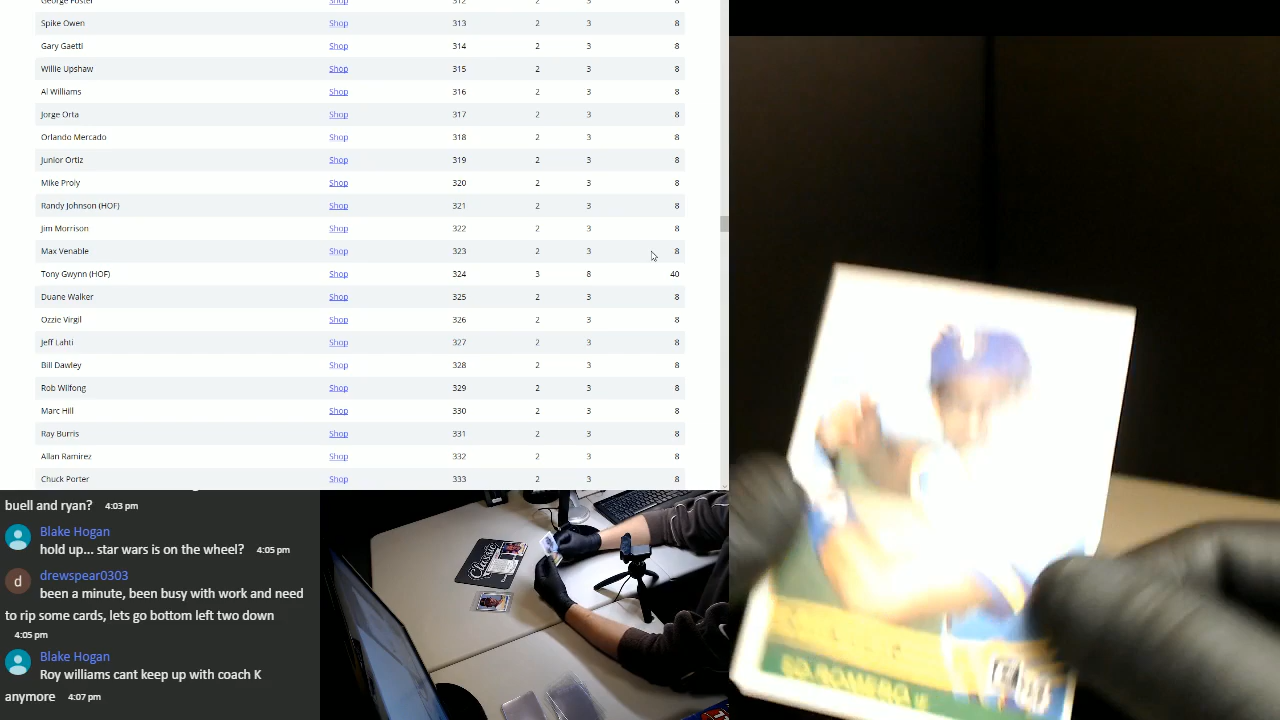 Spike Owen Shop 313 2 3 8
Gary Gaetti Shop 314 2 3 8
Willie Upshaw Shop 315 2 3 8
Al Williams Shop 316 2 3 8
Jorge Orta Shop 317 2 3 8
Orlando Mercado Shop 318 2 3 8
Junior Ortiz Shop 319 2 3 8
Mike Proly Shop 320 2 3 8
Randy Johnson (HOF) Shop 321 2 3 8
Jim Morrison Shop 322 2 3 8
Max Venable Shop 323 2 3 8
Tony Gwynn (HOF) Shop 324 3 8 40
Duane Walker Shop 325 2 3 8
Ozzie Virgil Shop 326 2 3 8
Jeff Lahti Shop 327 2 3 8
Bill Dawley Shop 328 2 3 8
Rob Wilfong Shop 329 2 3 8
Marc Hill Shop 330 2 3 8
Ray Burris Shop 331 2 3 8
Allan Ramirez Shop 332 2 3 8
Chuck Porter Shop 333 2 3 8
buell and ryan? 4:03 pm
Blake Hogan
hold up... star wars is on the wheel? 4:05 pm
d drewspear0303
been a minute, been busy with work and need
to rip some cards, lets go bottom left two down
4:05 pm
Blake Hogan
Roy williams cant keep up with coach K
anymore 4:07 pm
Classic
ED ROMERO